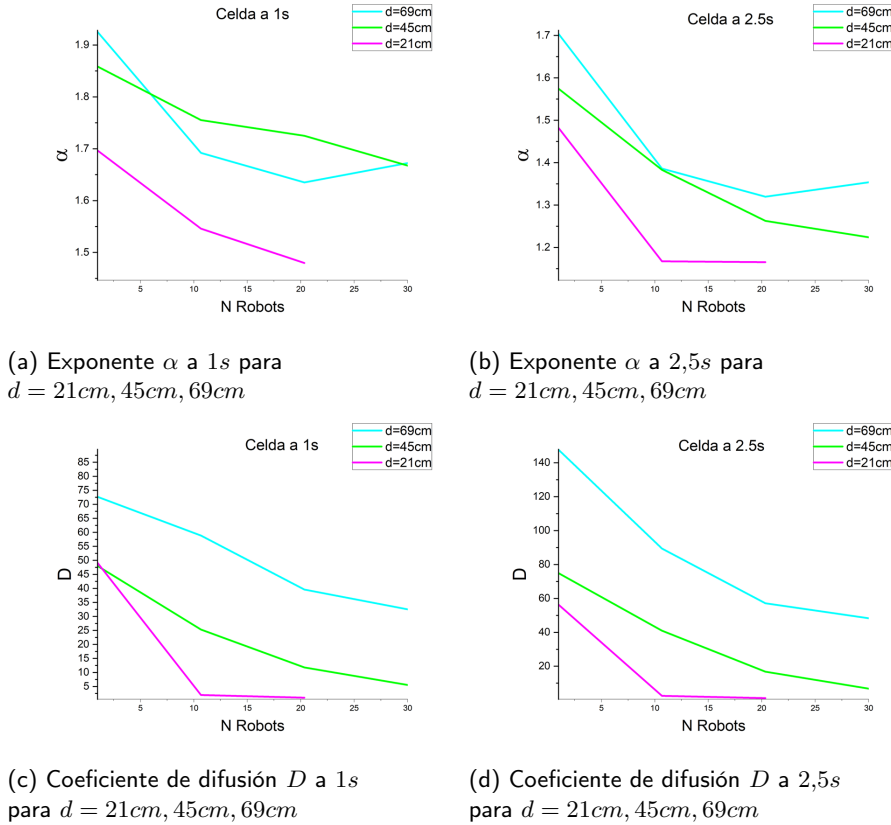 Celda a 1s
d=69cm
d=45cm
d=21cm
1.9
1.8
1.7
1.6
1.5
α
5
10
15
20
25
30
N Robots
(a) Exponente α a 1s para
d = 21cm, 45cm, 69cm
Celda a 2.5s
d=69cm
d=45cm
d=21cm
1.7
1.6
1.5
1.4
1.3
1.2
α
5
10
15
20
25
30
N Robots
(b) Exponente α a 2,5s para
d = 21cm, 45cm, 69cm
Celda a 1s
d=69cm
d=45cm
d=21cm
85
80
75
70
65
60
55
50
45
40
35
30
25
20
15
10
5
D
5
10
15
20
25
30
N Robots
(c) Coeficiente de difusión D a 1s
para d = 21cm, 45cm, 69cm
Celda a 2.5s
d=69cm
d=45cm
d=21cm
140
120
100
80
60
40
20
D
5
10
15
20
25
30
N Robots
(d) Coeficiente de difusión D a 2,5s
para d = 21cm, 45cm, 69cm